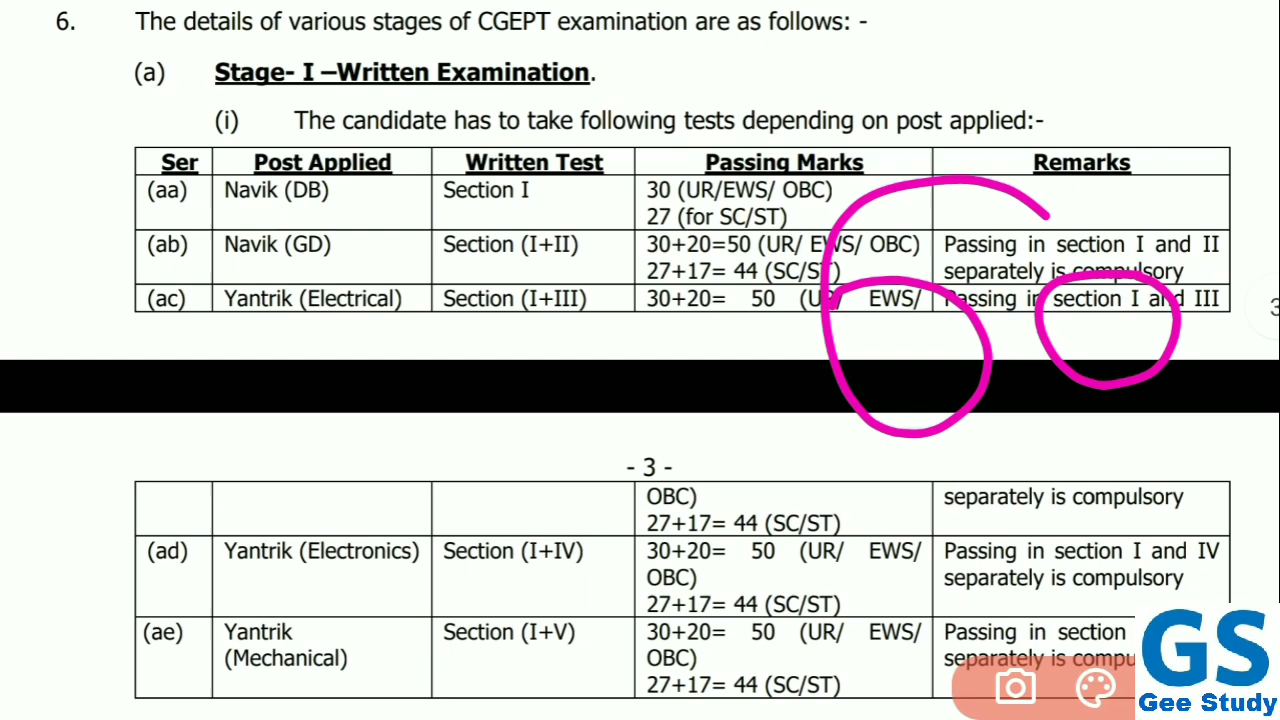 6. The details of various stages of CGEPT examination are as follows: -
(a) Stage- I –Written Examination.
(i) The candidate has to take following tests depending on post applied:-
Ser Post Applied Written Test Passing Marks Remarks
(aa) Navik (DB) Section I 30 (UR/EWS/ OBC)
27 (for SC/ST)
(ab) Navik (GD) Section (I+II) 30+20=50 (UR/ EWS/ OBC) Passing in section I and II
27+17= 44 (SC/ST) separately is compulsory
(ac) Yantrik (Electrical) Section (I+III) 30+20= 50 (UR/ EWS/ Passing in section I and III
3
- 3 -
OBC) separately is compulsory
27+17= 44 (SC/ST)
(ad) Yantrik (Electronics) Section (I+IV) 30+20= 50 (UR/ EWS/ Passing in section I and IV
OBC) separately is compulsory
27+17= 44 (SC/ST)
(ae) Yantrik Section (I+V) 30+20= 50 (UR/ EWS/ Passing in section
(Mechanical) OBC) separately is compu
27+17= 44 (SC/ST)
GS
Gee Study